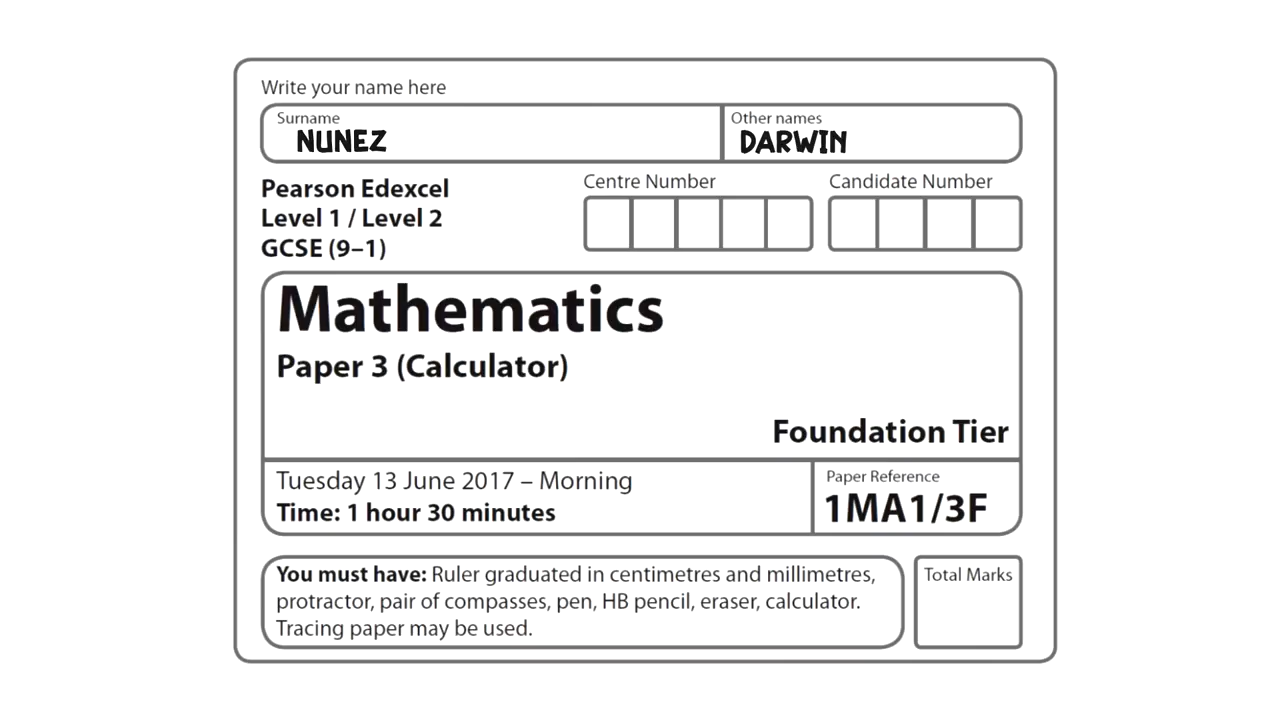 Write your name here
Surname
NUNEZ
Other names
DARWIN
Pearson Edexcel
Level 1 / Level 2
GCSE (9–1)
Centre Number
Candidate Number
Mathematics
Paper 3 (Calculator)
Foundation Tier
Tuesday 13 June 2017 – Morning
Time: 1 hour 30 minutes
Paper Reference
1MA1/3F
You must have: Ruler graduated in centimetres and millimetres,
protractor, pair of compasses, pen, HB pencil, eraser, calculator.
Tracing paper may be used.
Total Marks